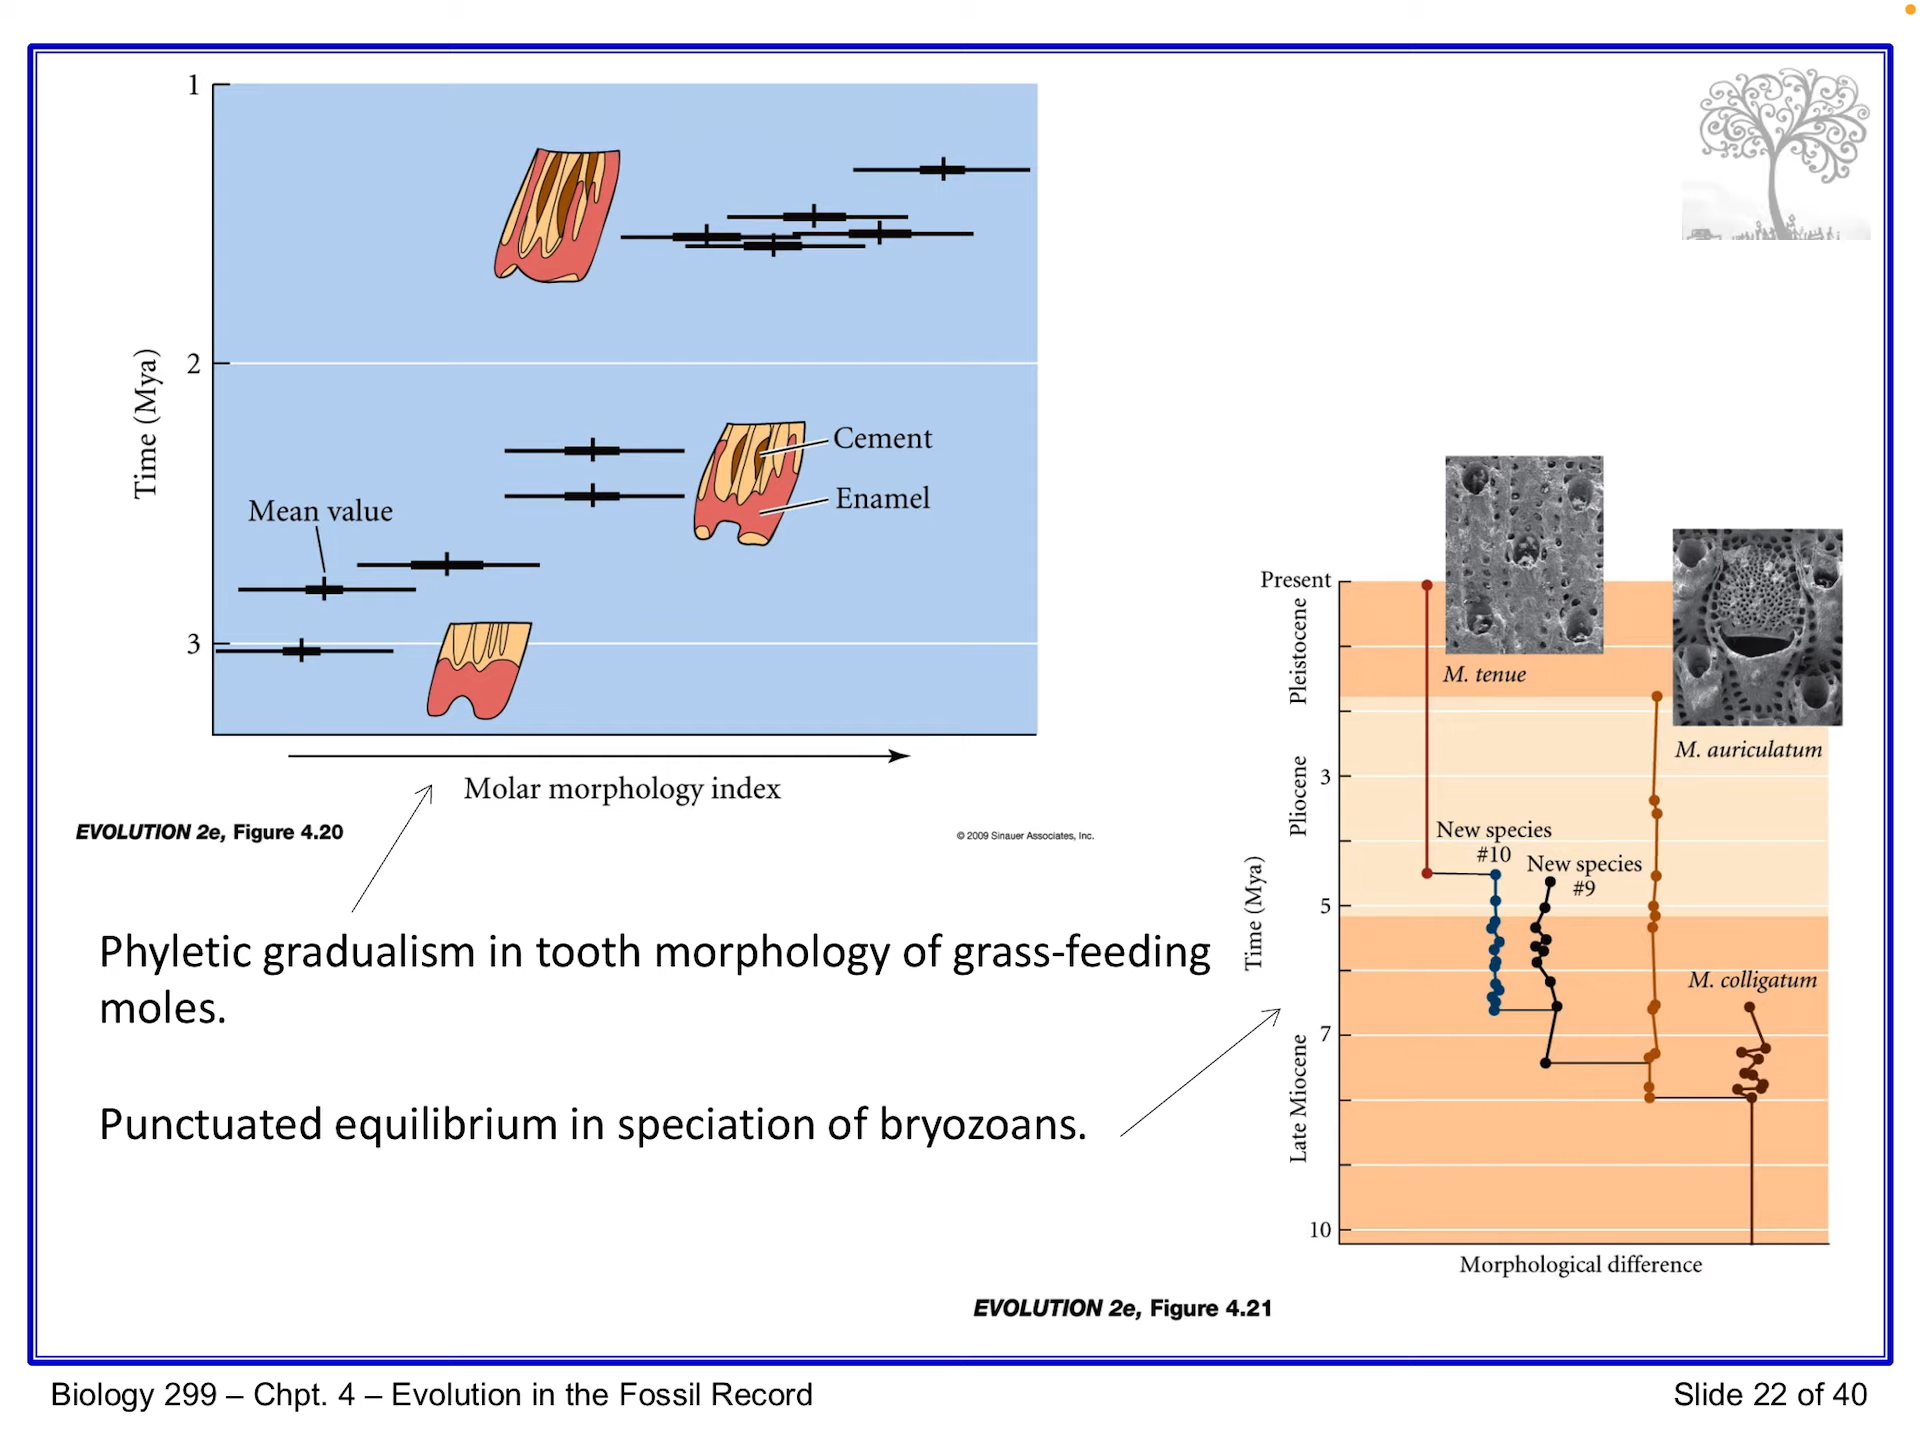 1
2
3
Time (Mya)
Cement
Enamel
Mean value
Molar morphology index
EVOLUTION 2e, Figure 4.20
© 2009 Sinauer Associates, Inc.
Phyletic gradualism in tooth morphology of grass-feeding
moles.
Punctuated equilibrium in speciation of bryozoans.
Present
Pleistocene
M. tenue
M. auriculatum
Pliocene
3
New species
#10
New species
#9
Time (Mya)
5
M. colligatum
7
Late Miocene
10
Morphological difference
EVOLUTION 2e, Figure 4.21
Biology 299 – Chpt. 4 – Evolution in the Fossil Record
Slide 22 of 40